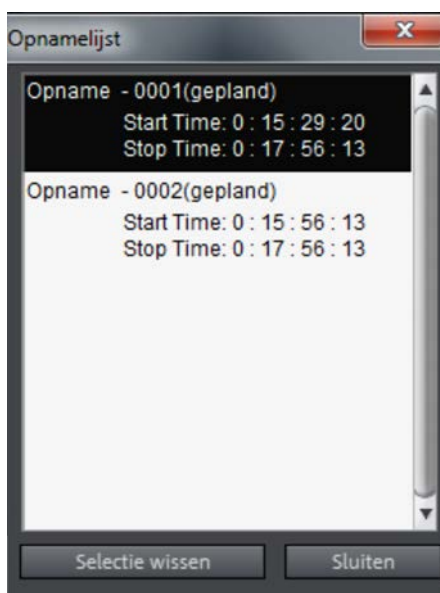 Opnamelijst
Opname - 0001(gepland)
Start Time: 0 : 15 : 29 : 20
Stop Time: 0 : 17 : 56 : 13
Opname - 0002(gepland)
Start Time: 0 : 15 : 56 : 13
Stop Time: 0 : 17 : 56 : 13
Selectie wissen
Sluiten